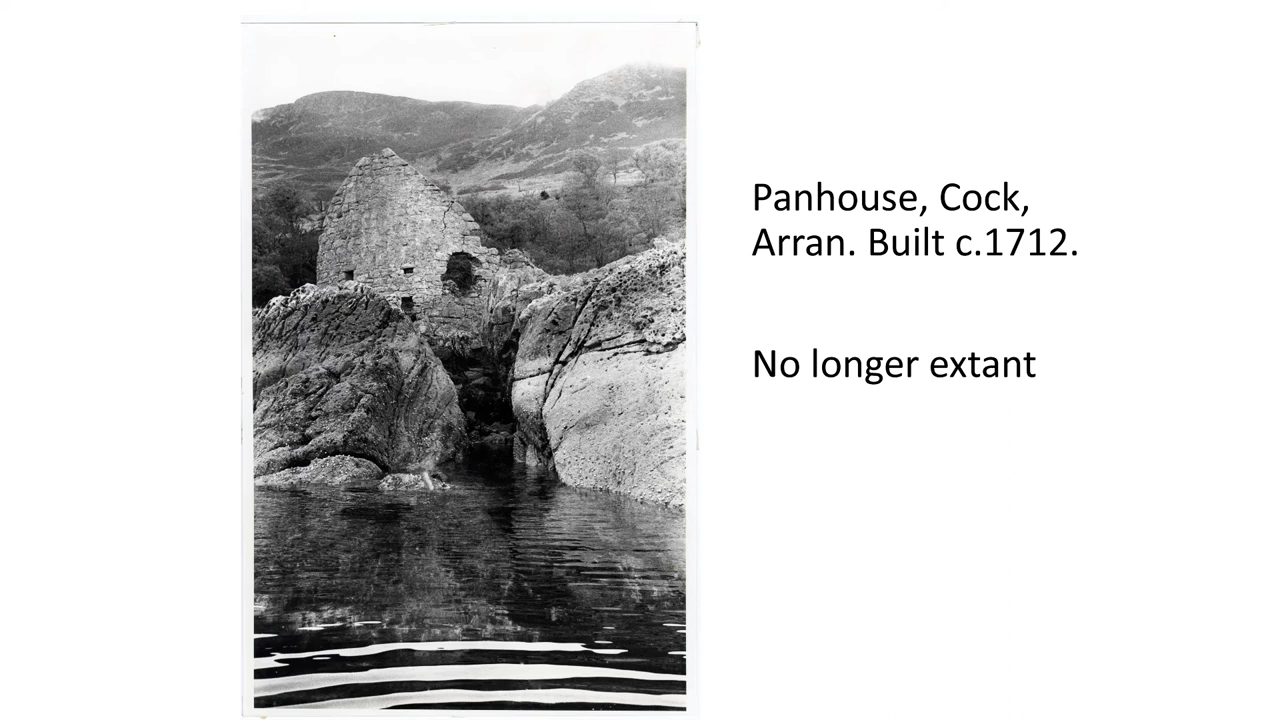 Panhouse, Cock,
Arran. Built c.1712.
No longer extant